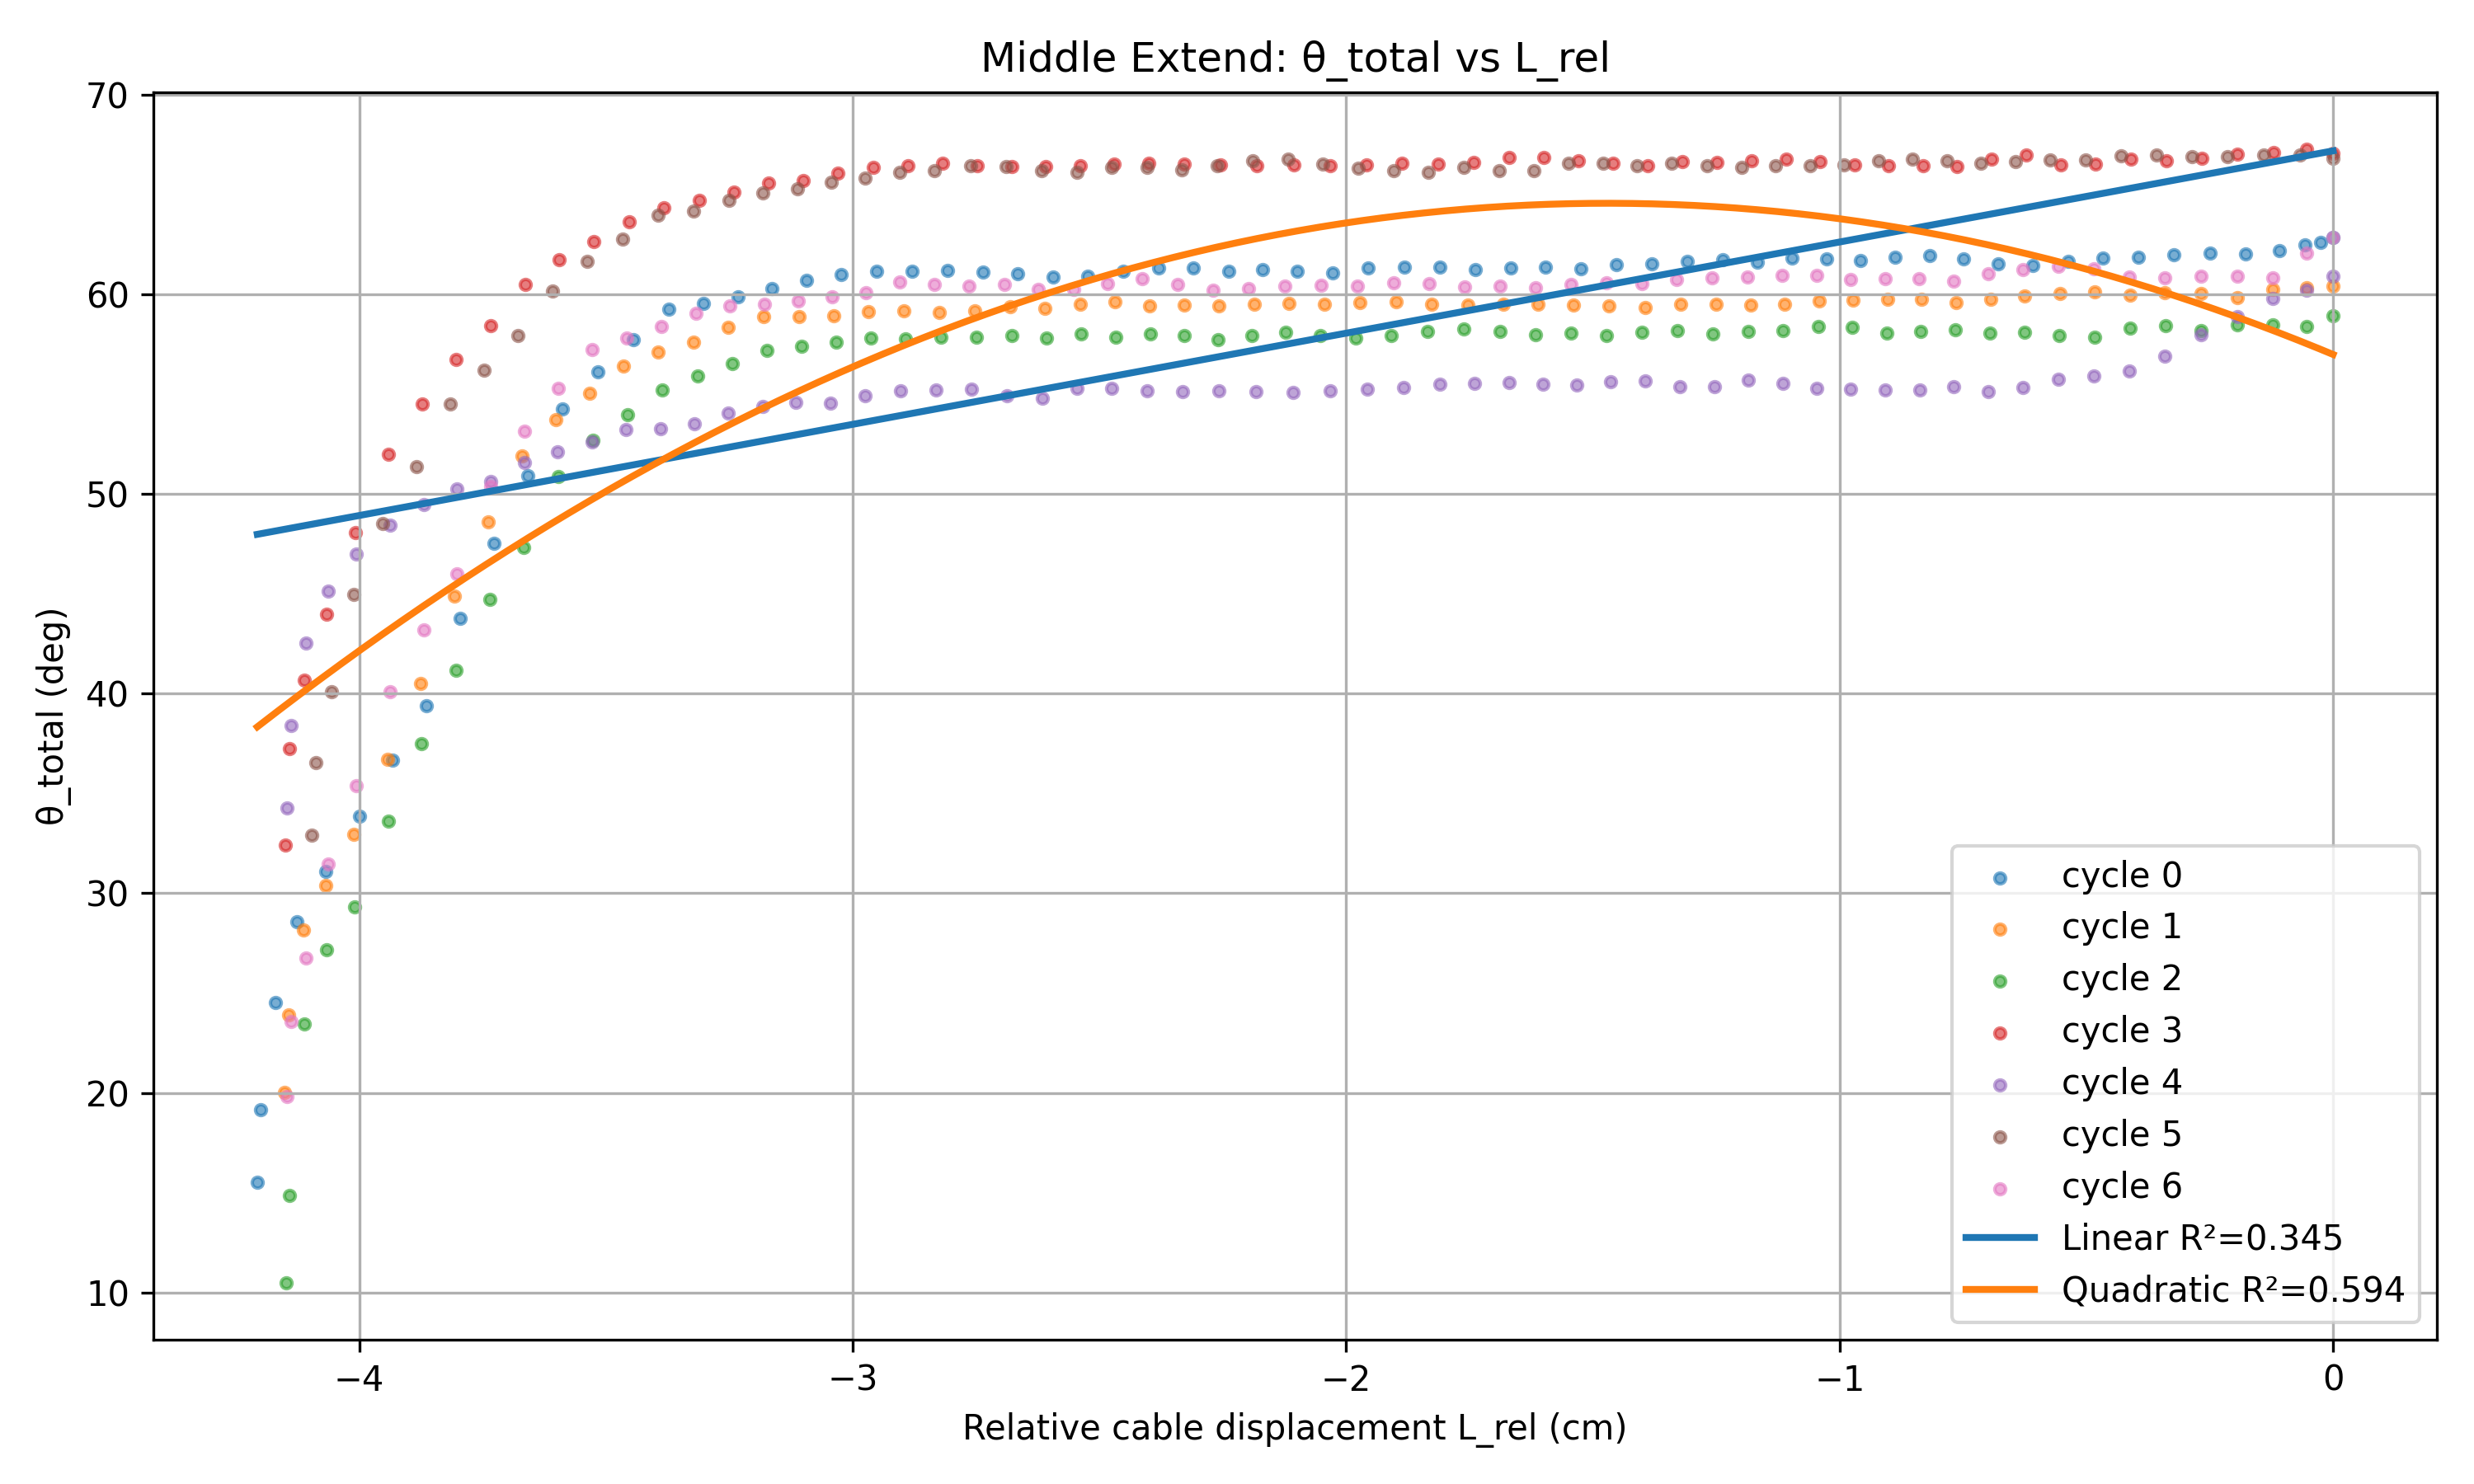 Middle Extend: θ_total vs L_rel
70
60
50
40
30
20
10
θ_total (deg)
−4
−3
−2
−1
0
Relative cable displacement L_rel (cm)
cycle 0
cycle 1
cycle 2
cycle 3
cycle 4
cycle 5
cycle 6
Linear R²=0.345
Quadratic R²=0.594